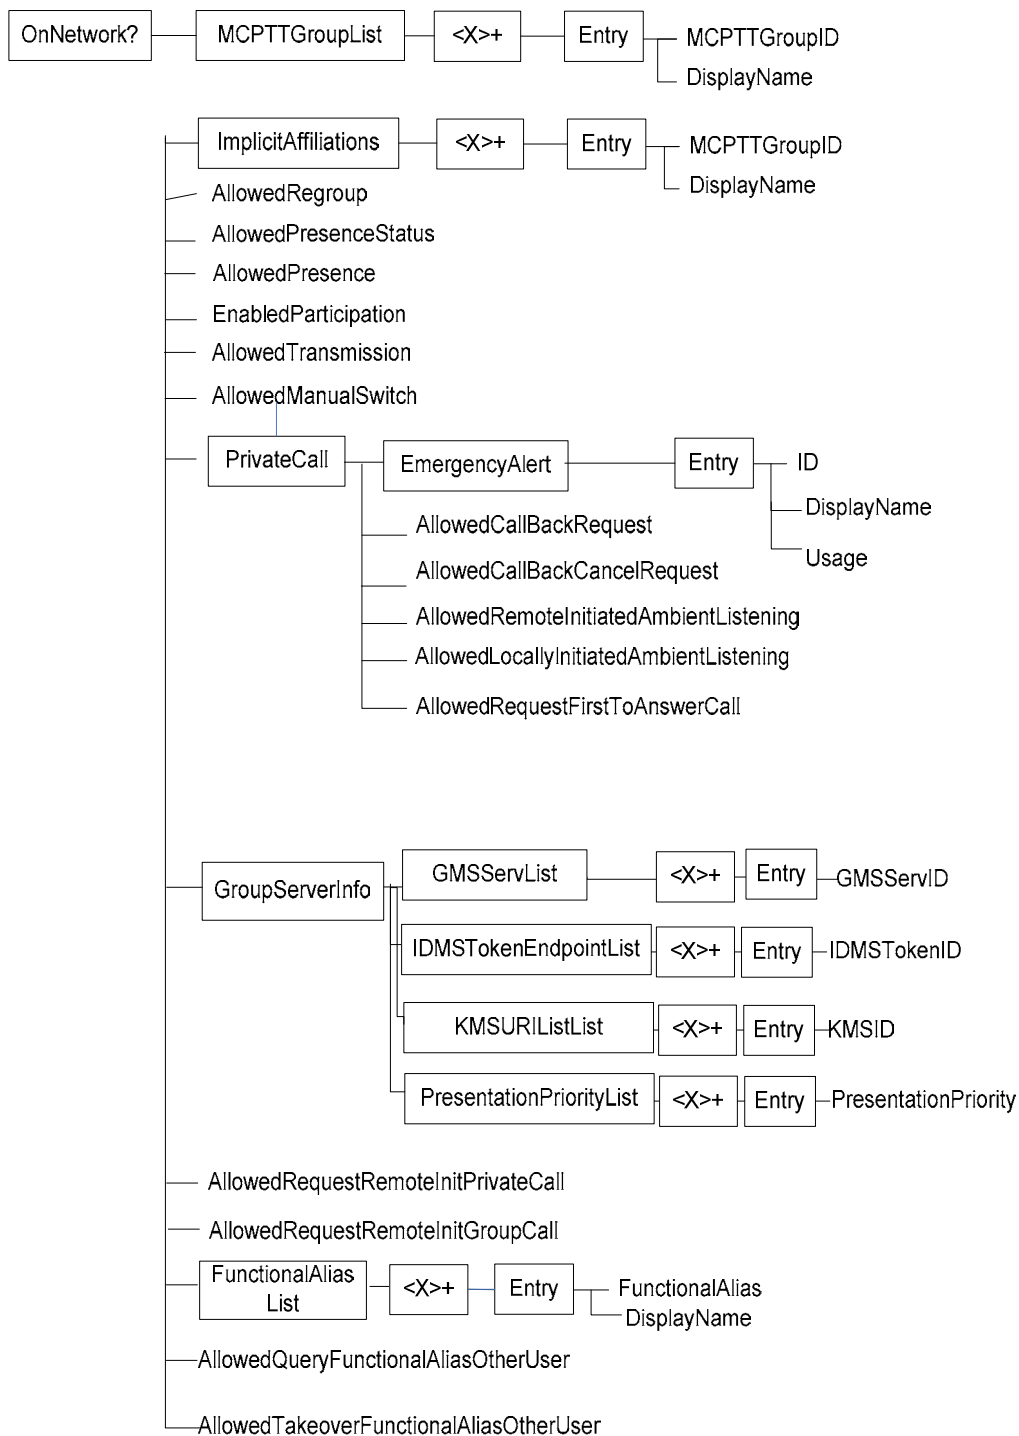 OnNetwork? MCPTTGroupList <X>+ Entry MCPTTGroupID
DisplayName
ImplicitAffiliations <X>+ Entry MCPTTGroupID
DisplayName
AllowedRegroup
AllowedPresenceStatus
AllowedPresence
EnabledParticipation
AllowedTransmission
AllowedManualSwitch
PrivateCall EmergencyAlert Entry ID
DisplayName
Usage
AllowedCallBackRequest
AllowedCallBackCancelRequest
AllowedRemoteInitiatedAmbientListening
AllowedLocallyInitiatedAmbientListening
AllowedRequestFirstToAnswerCall
GroupServerInfo
GMSServList <X>+ Entry GMSServID
IDMSTokenEndpointList <X>+ Entry IDMSTokenID
KMSURIListList <X>+ Entry KMSID
PresentationPriorityList <X>+ Entry PresentationPriority
AllowedRequestRemoteInitPrivateCall
AllowedRequestRemoteInitGroupCall
FunctionalAlias
List
<X>+ Entry FunctionalAlias
DisplayName
AllowedQueryFunctionalAliasOtherUser
AllowedTakeoverFunctionalAliasOtherUser